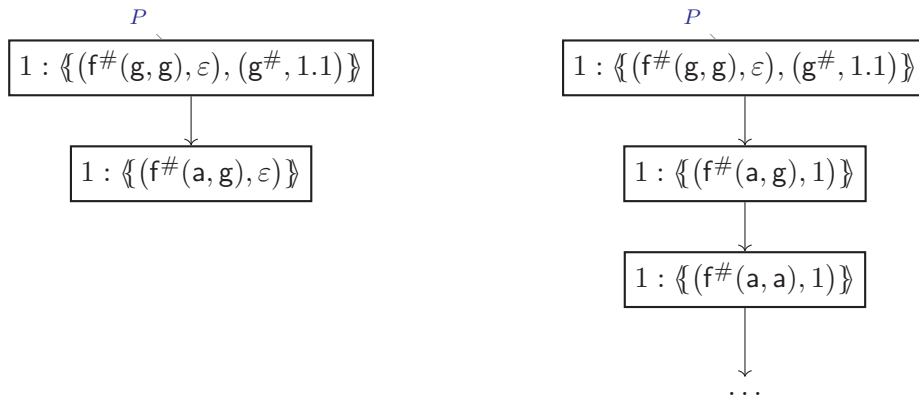 P P
1 : {{(f#(g, g), ε), (g#, 1.1)}} 1 : {{(f#(g, g), ε), (g#, 1.1)}}
1 : {{(f#(a, g), ε)}} 1 : {{(f#(a, g), 1)}}
1 : {{(f#(a, a), 1)}}
...